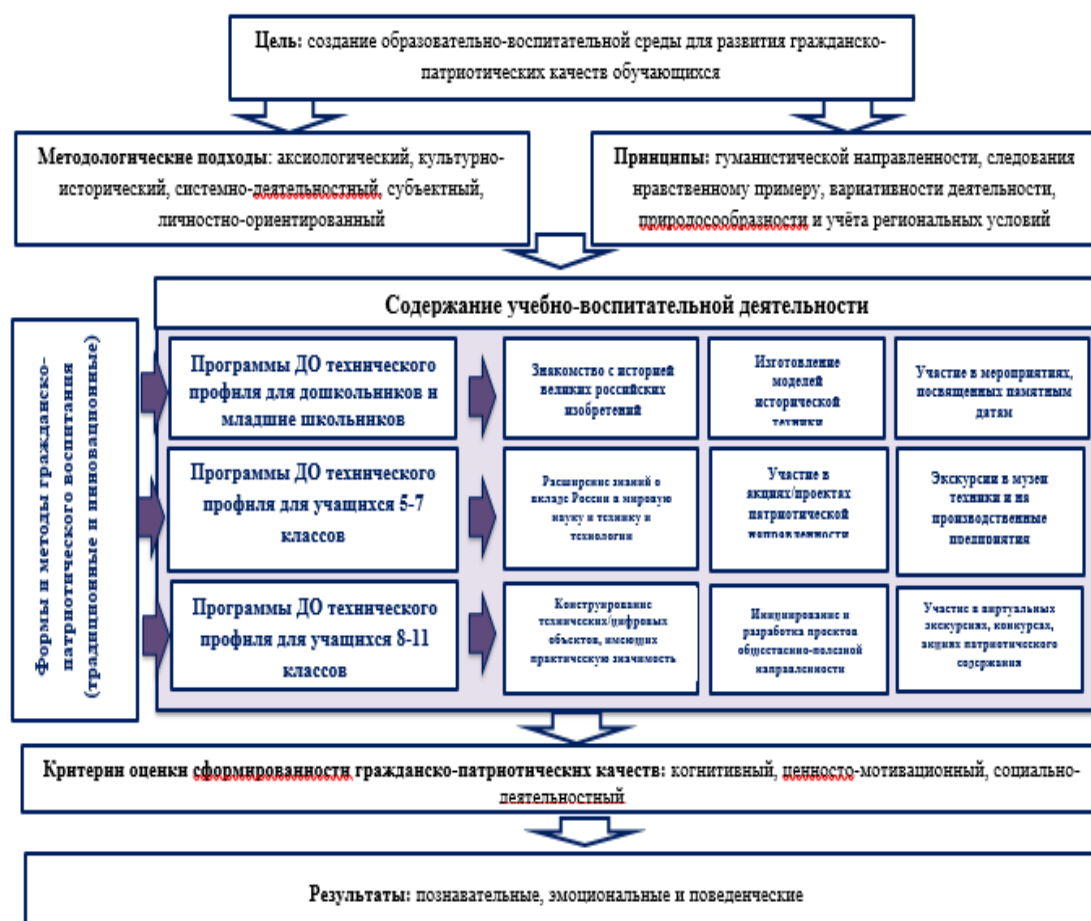 Цель: создание образовательно-воспитательной среды для развития гражданско-
патриотических качеств обучающихся
Методологические подходы: аксиологический, культурно-
исторический, системно-деятельностный, субъектный,
личностно-ориентированный
Принципы: гуманистической направленности, следования
нравственному примеру, вариативности деятельности,
природосообразности и учёта региональных условий
Содержание учебно-воспитательной деятельности
Формы и методы гражданско-
патриотического воспитания
(традиционные и инновационные)
Программы ДО технического
профиля для дошкольников и
младшие школьников
Знакомство с историей
великих российских
изобретений
Изготовление
моделей
исторической
техники
Участие в мероприятиях,
посвященных памятным
датам
Программы ДО технического
профиля для учащихся 5-7
классов
Расширение знаний о
вкладе России в мировую
науку и технику и
технологии
Участие в
акциях/проектах
патриотической
направленности
Экскурсии в музеи
техники и на
производственные
предпрития
Программы ДО технического
профиля для учащихся 8-11
классов
Конструирование
технических/цифровых
объектов, имеющих
практическую значимость
Инициирование и
разработка проектов
общественно-полезной
направленности
Участие в виртуальных
экскурсиях, конкурсах,
акциях патриотического
содержания
Критерии оценки сформированности гражданско-патриотических качеств: когнитивный, ценносто-мотивационный, социально-
деятельностный
Результаты: познавательные, эмоциональные и поведенческие